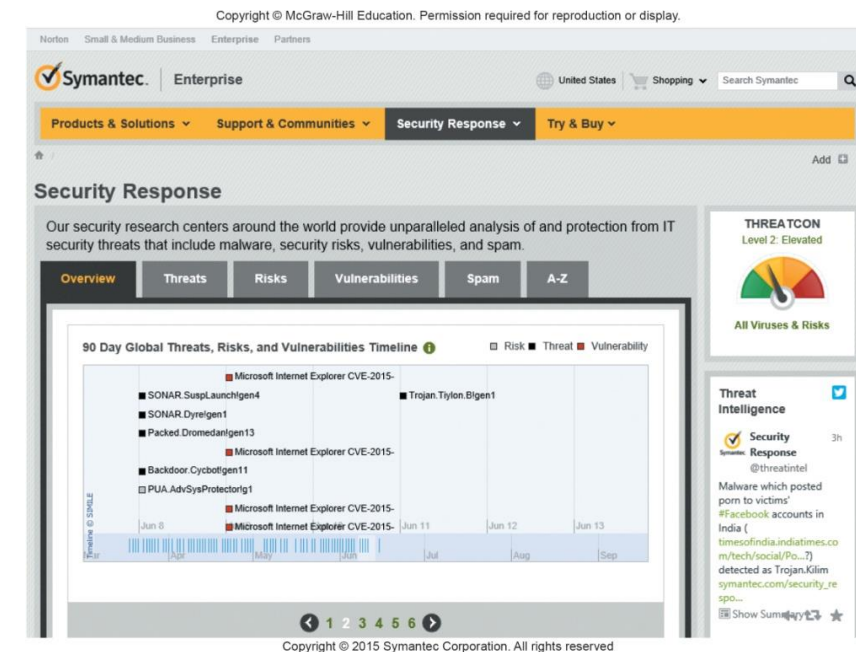 Copyright © McGraw-Hill Education. Permission required for reproduction or display.
Norton Small & Medium Business Enterprise Partners
Symantec. Enterprise
United States Shopping Search Symantec
Products & Solutions Support & Communities Security Response Try & Buy
Add
Security Response
Our security research centers around the world provide unparalleled analysis of and protection from IT
security threats that include malware, security risks, vulnerabilities, and spam.
Overview Threats Risks Vulnerabilities Spam A-Z
90 Day Global Threats, Risks, and Vulnerabilities Timeline
Risk Threat Vulnerability
Microsoft Internet Explorer CVE-2015-
SONAR.SuspLaunch!gen4 Trojan.Tiylon.B!gen1
SONAR.Dyre!gen1
Packed.Dromedan!gen13
Microsoft Internet Explorer CVE-2015-
Backdoor.Cycbot!gen11
PUA.AdvSysProtector!g1
Microsoft Internet Explorer CVE-2015-
Microsoft Internet Explorer CVE-2015-
Jun 8 Jun 11 Jun 12 Jun 13
Timeline © SIMILE
Mar Apr May Jun Jul Aug Sep
1 2 3 4 5 6
THREATCON
Level 2: Elevated
All Viruses & Risks
Threat
Intelligence
Security 3h
Symantec. Response
@threatintel
Malware which posted
porn to victims'
#Facebook accounts in
India (
timesofindia.indiatimes.co
m/tech/social/Po...?)
detected as Trojan.Kilim
symantec.com/security_re
spo...
Show Summary
Copyright © 2015 Symantec Corporation. All rights reserved